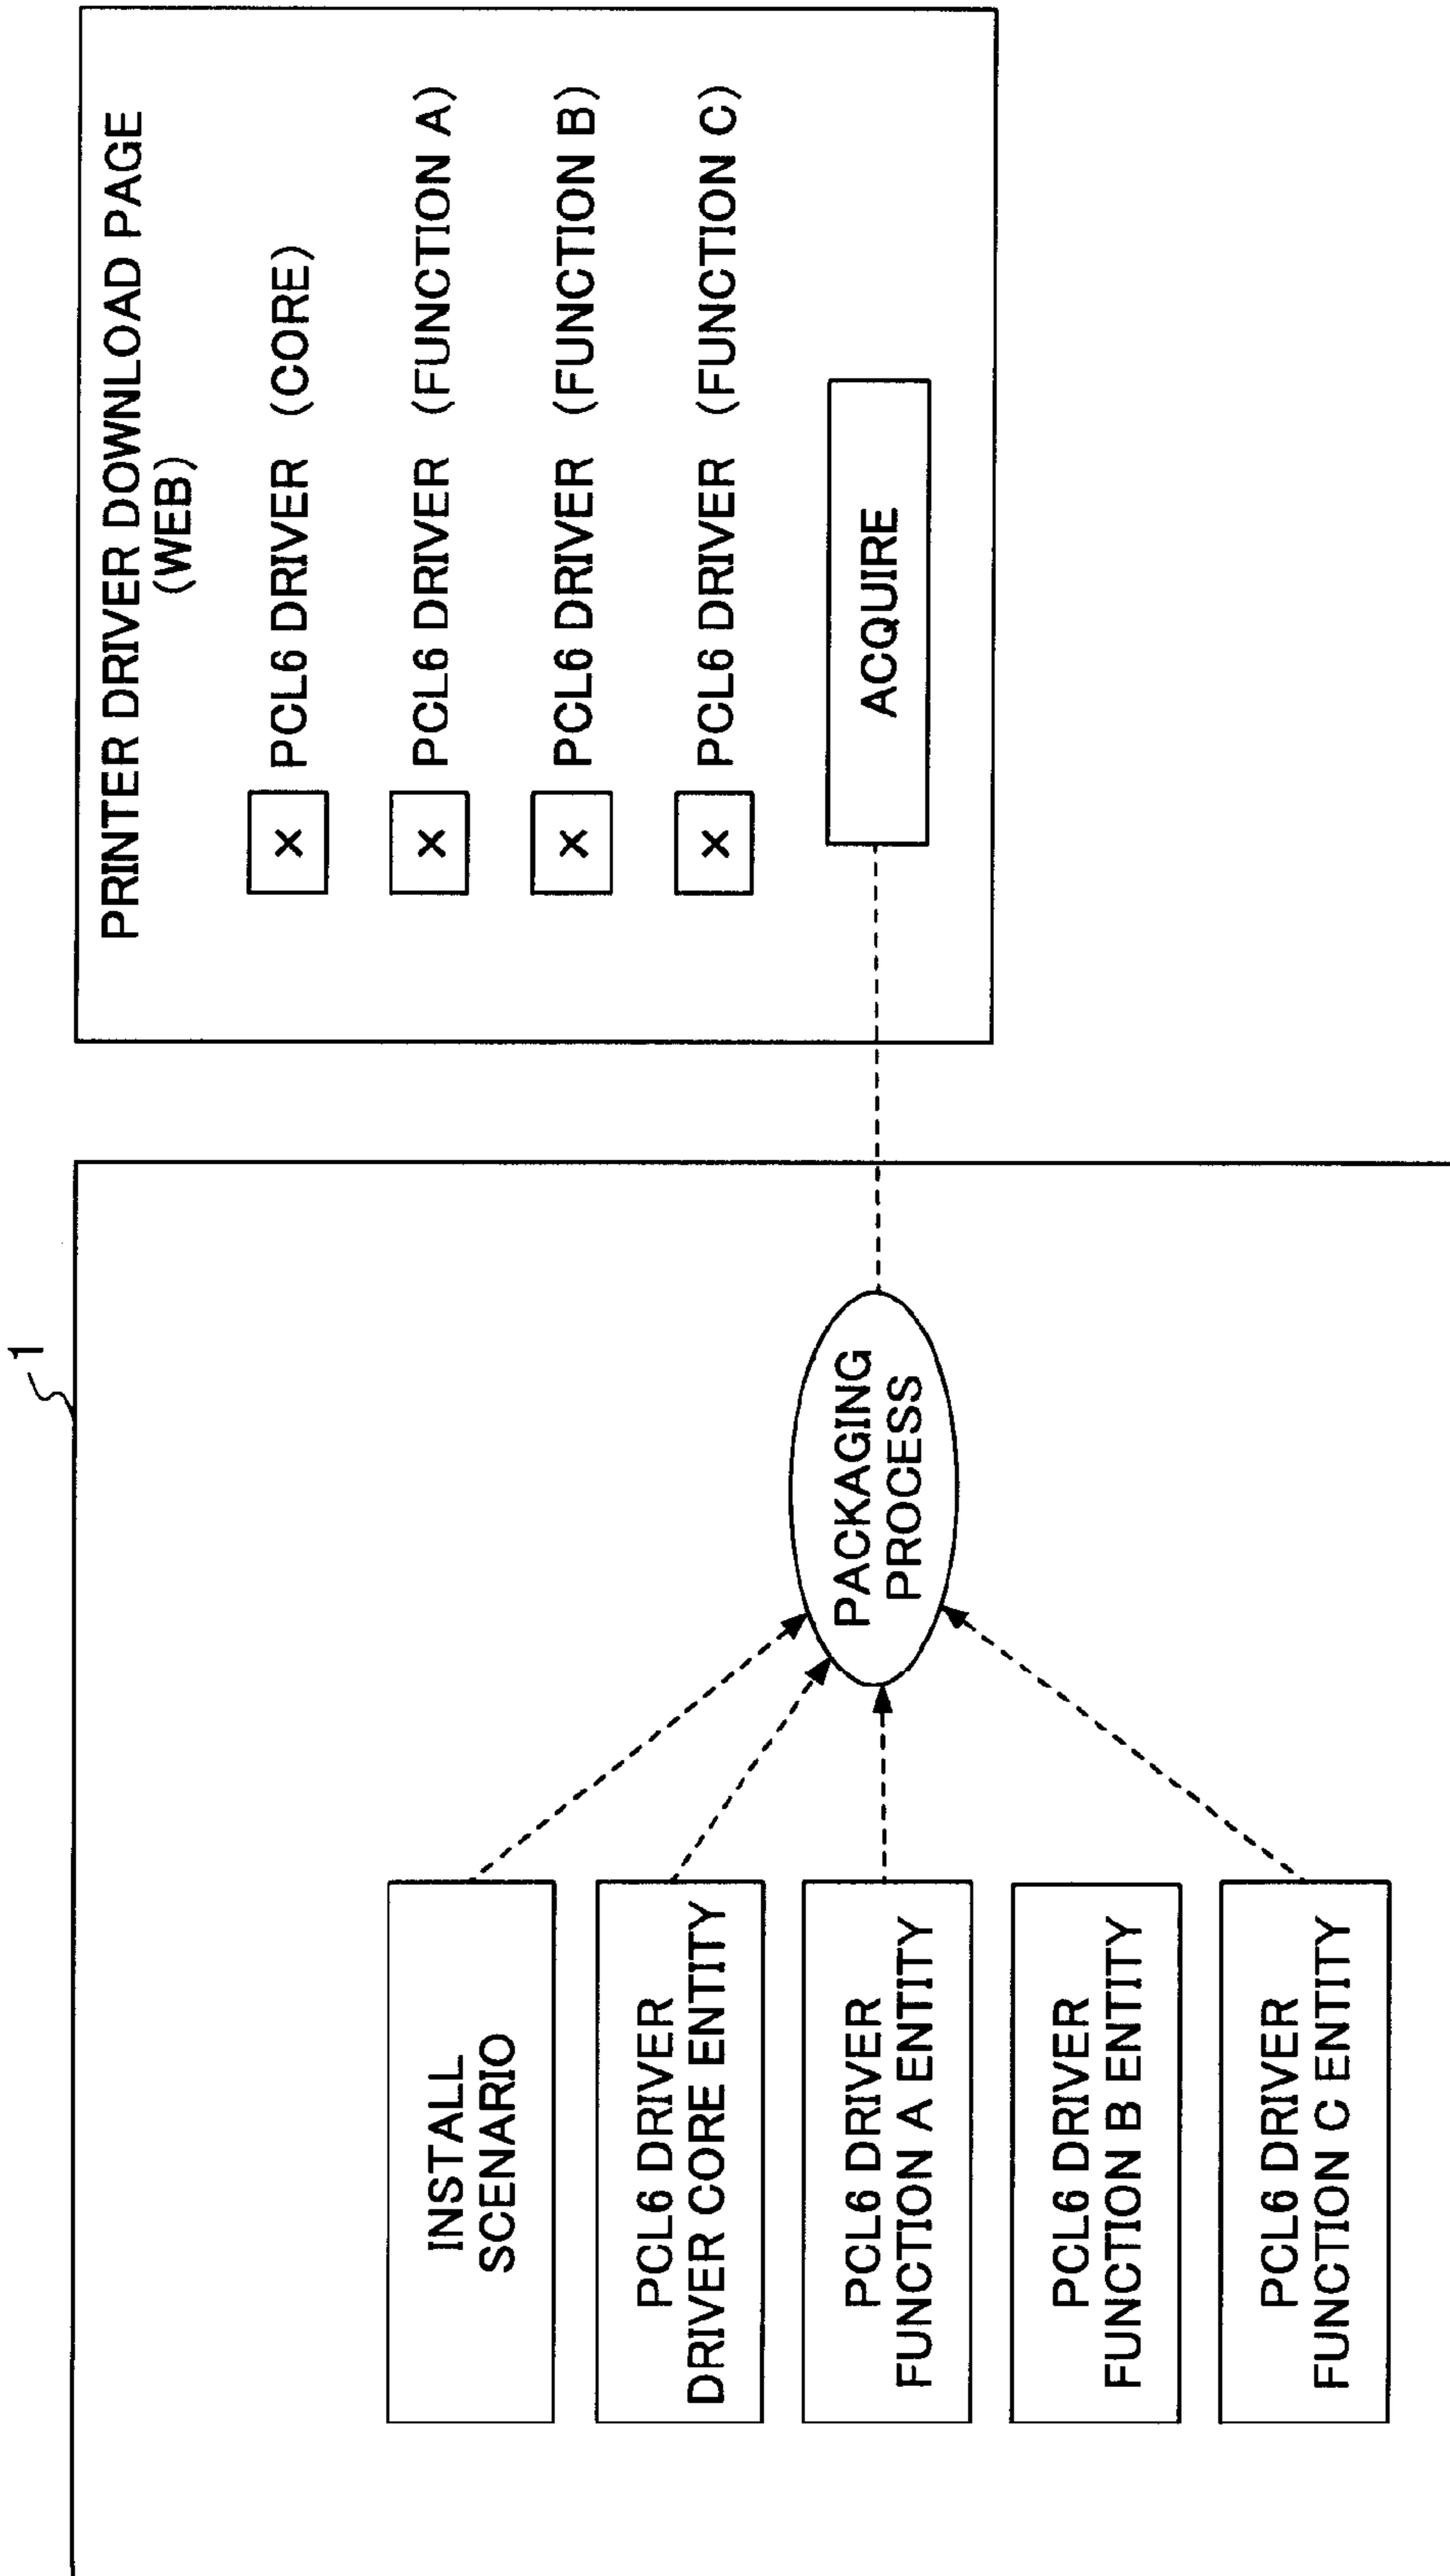 1
INSTALL
SCENARIO
PCL6 DRIVER
DRIVER CORE ENTITY
PCL6 DRIVER
FUNCTION A ENTITY
PCL6 DRIVER
FUNCTION B ENTITY
PCL6 DRIVER
FUNCTION C ENTITY
PACKAGING
PROCESS
PRINTER DRIVER DOWNLOAD PAGE
(WEB)
× PCL6 DRIVER (CORE)
× PCL6 DRIVER (FUNCTION A)
× PCL6 DRIVER (FUNCTION B)
× PCL6 DRIVER (FUNCTION C)
ACQUIRE